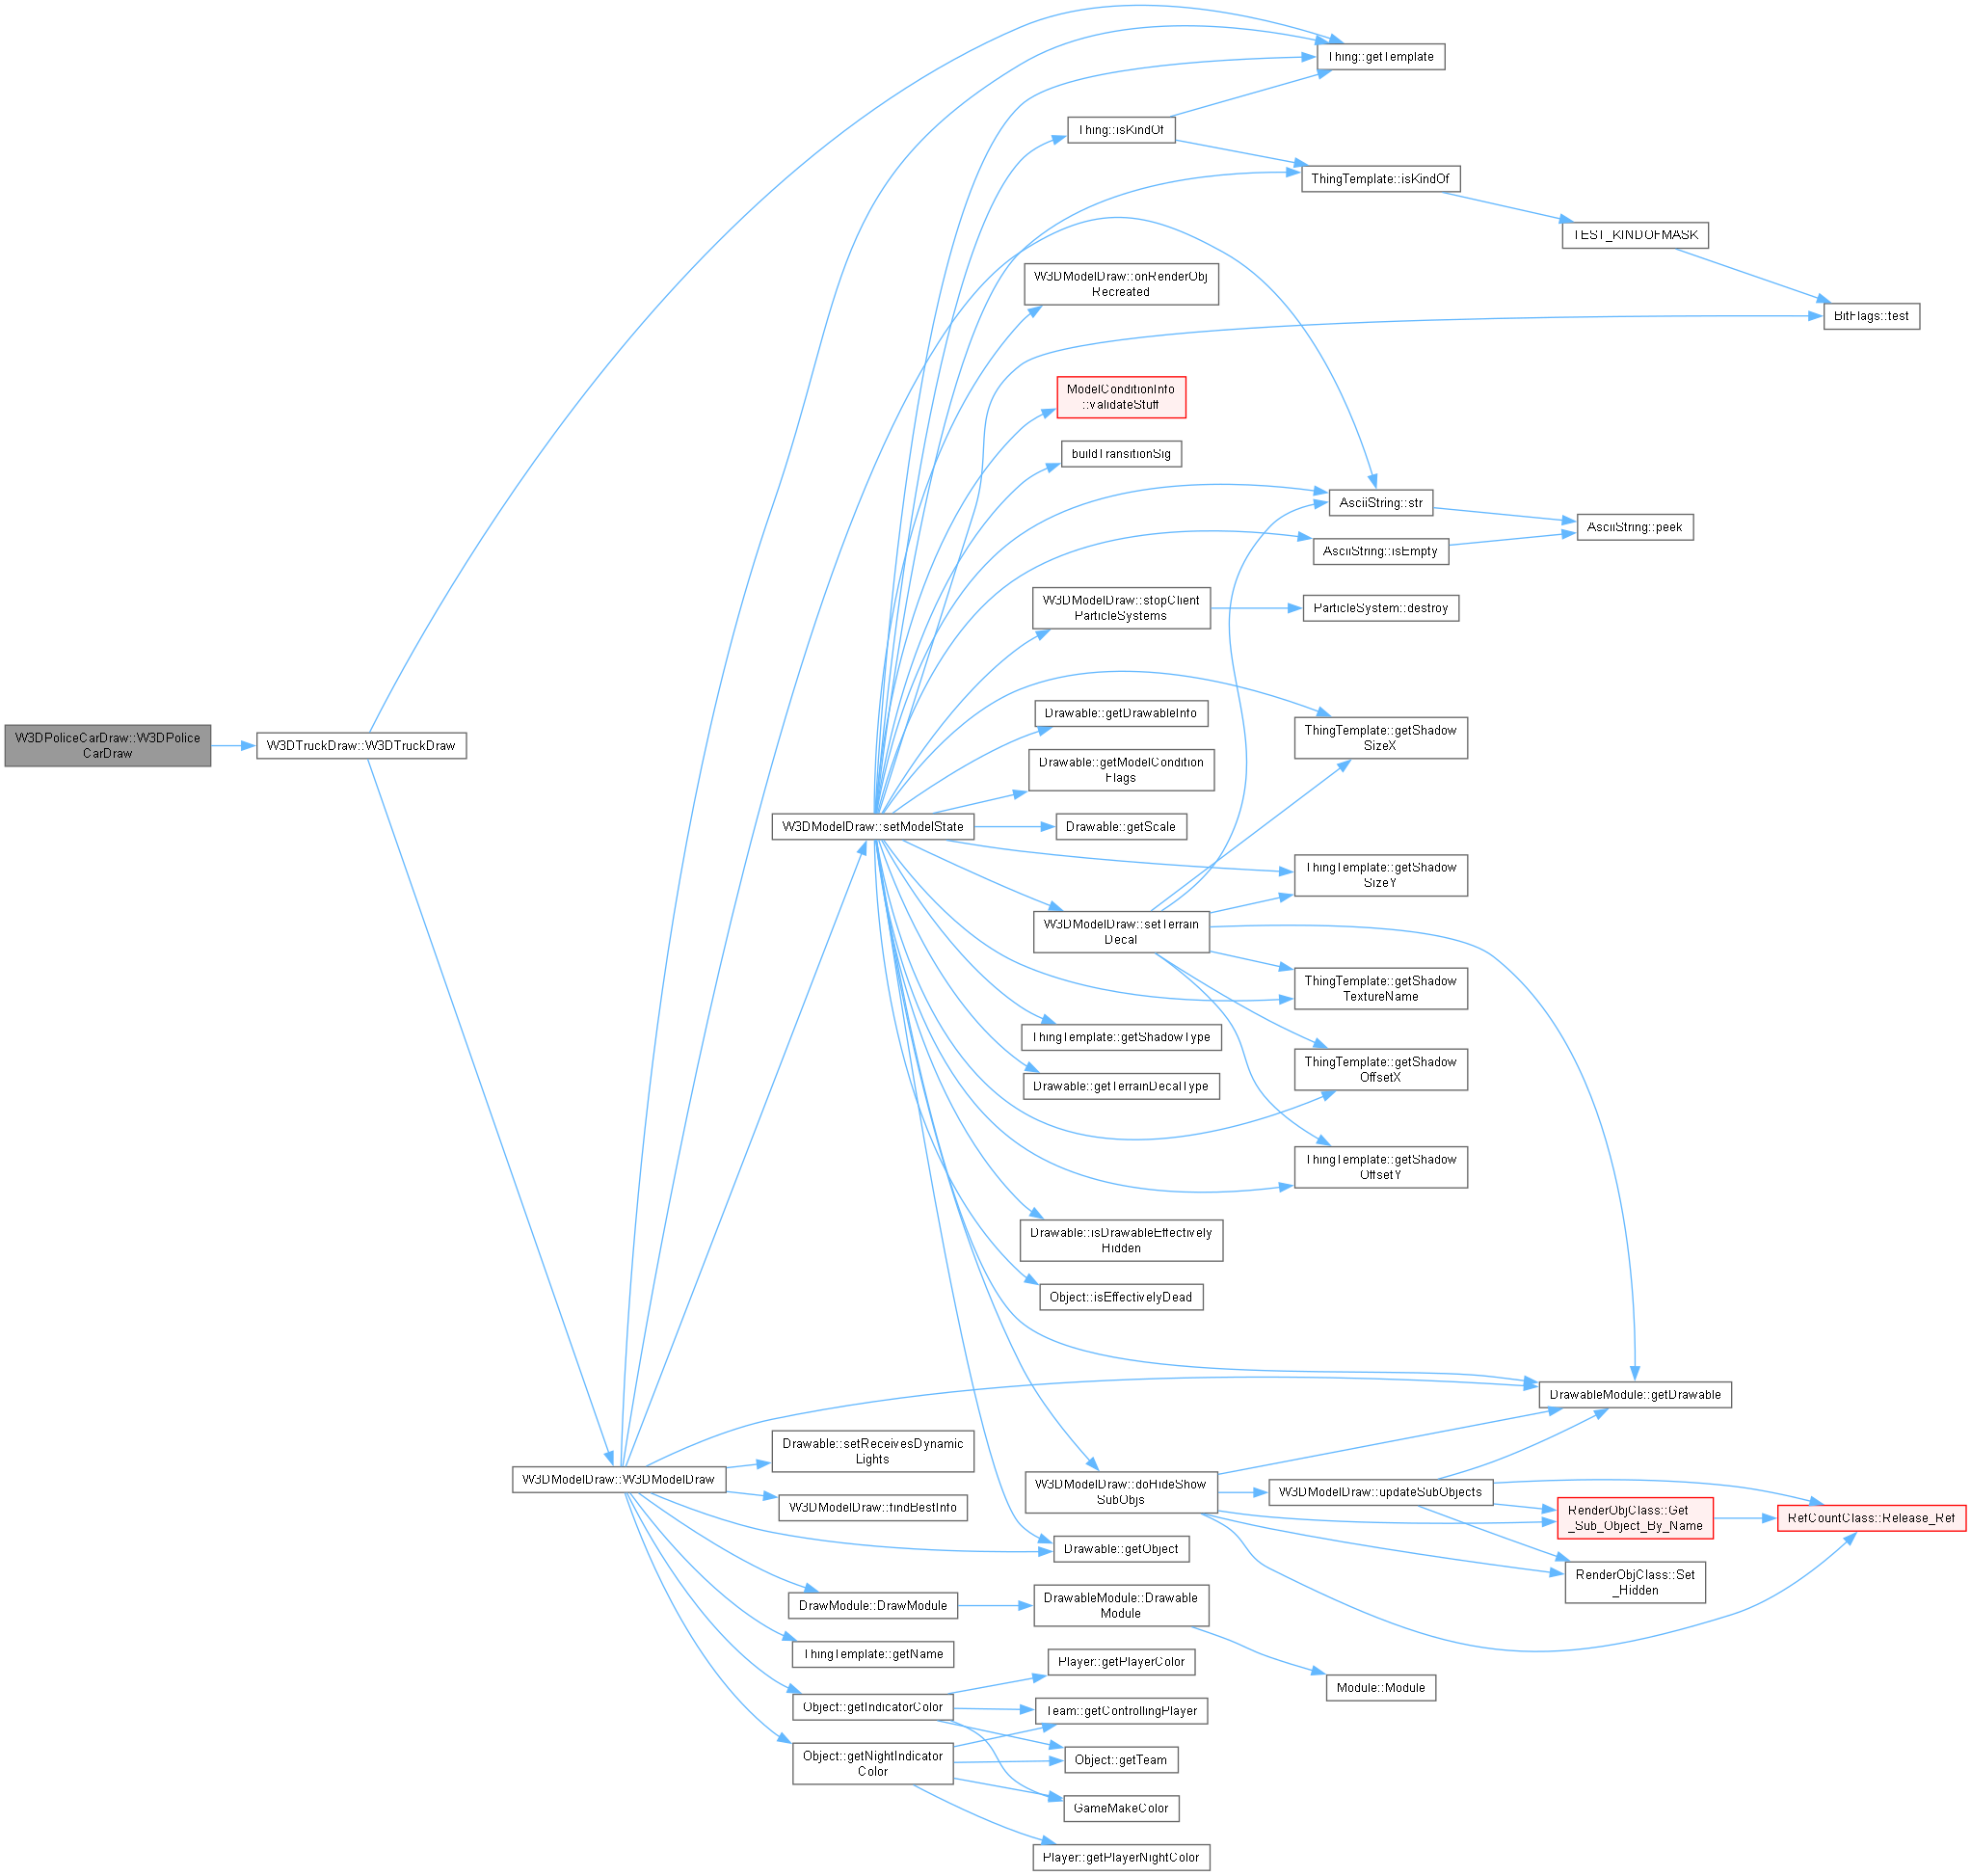 Thing::getTemplate
Thing::isKindOf
ThingTemplate::isKindOf
TEST_KINDOFMASK
W3DModelDraw::onRenderObj
Recreated
BitFlags::test
ModelConditionInfo
::validateStuff
buildTransitionSig
AsciiString::str
AsciiString::peek
AsciiString::isEmpty
W3DModelDraw::stopClient
ParticleSystems
ParticleSystem::destroy
Drawable::getDrawableInfo
ThingTemplate::getShadow
SizeX
W3DPoliceCarDraw::W3DPolice
CarDraw
W3DTruckDraw::W3DTruckDraw
Drawable::getModelCondition
Flags
W3DModelDraw::setModelState
Drawable::getScale
ThingTemplate::getShadow
SizeY
W3DModelDraw::setTerrain
Decal
ThingTemplate::getShadow
TextureName
ThingTemplate::getShadowType
ThingTemplate::getShadow
OffsetX
Drawable::getTerrainDecalType
ThingTemplate::getShadow
OffsetY
Drawable::isDrawableEffectively
Hidden
Object::isEffectivelyDead
DrawableModule::getDrawable
Drawable::setReceivesDynamic
Lights
W3DModelDraw::W3DModelDraw
W3DModelDraw::doHideShow
SubObjs
W3DModelDraw::updateSubObjects
W3DModelDraw::findBestInfo
RenderObjClass::Get
_Sub_Object_By_Name
RefCountClass::Release_Ref
Drawable::getObject
RenderObjClass::Set
_Hidden
DrawModule::DrawModule
DrawableModule::Drawable
Module
ThingTemplate::getName
Player::getPlayerColor
Module::Module
Object::getIndicatorColor
Team::getControllingPlayer
Object::getNightIndicator
Color
Object::getTeam
GameMakeColor
Player::getPlayerNightColor